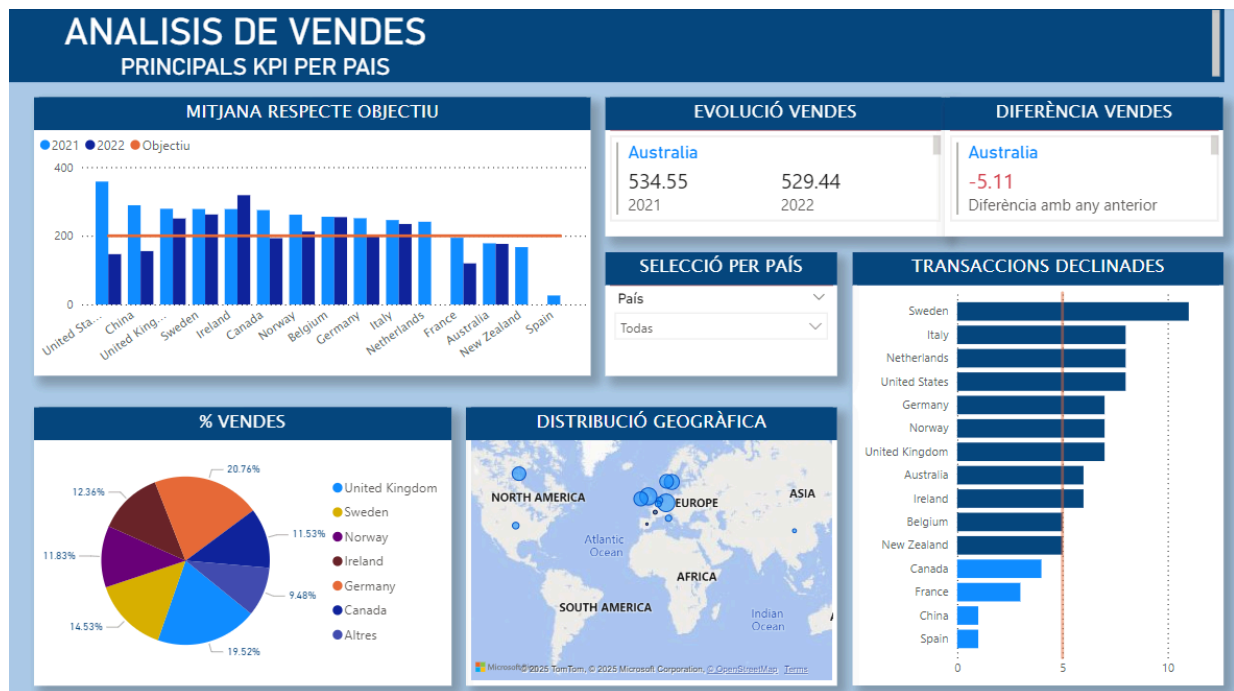 ANALISIS DE VENDES
PRINCIPALS KPI PER PAIS
MITJANA RESPECTE OBJECTIU
2021 2022 Objectiu
400
200
0
United Sta...
China
United King...
Sweden
Ireland
Canada
Norway
Belgium
Germany
Italy
Netherlands
France
Australia
New Zealand
Spain
EVOLUCIÓ VENDES
Australia
534.55 529.44
2021 2022
DIFERÈNCIA VENDES
Australia
-5.11
Diferència amb any anterior
SELECCIÓ PER PAÍS
País
Todas
TRANSACCIONS DECLINADES
Sweden
Italy
Netherlands
United States
Germany
Norway
United Kingdom
Australia
Ireland
Belgium
New Zealand
Canada
France
China
Spain
0 5 10
% VENDES
20.76%
12.36%
11.53%
11.83%
9.48%
14.53%
19.52%
United Kingdom
Sweden
Norway
Ireland
Germany
Canada
Altres
DISTRIBUCIÓ GEOGRÀFICA
NORTH AMERICA
EUROPE
ASIA
Atlantic
Ocean
AFRICA
SOUTH AMERICA
Indian
Ocean
© 2025 TomTom, © 2025 Microsoft Corporation, © OpenStreetMap Terms